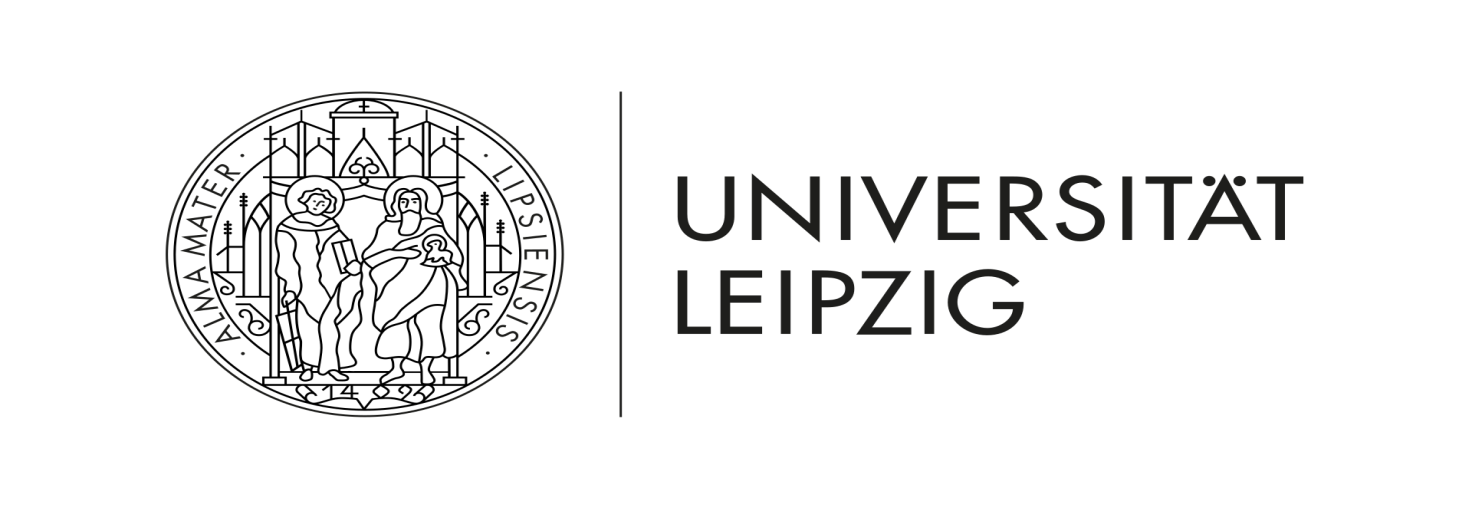 · ALMA MATER · LIPSIENSIS ·
1409
UNIVERSITÄT
LEIPZIG